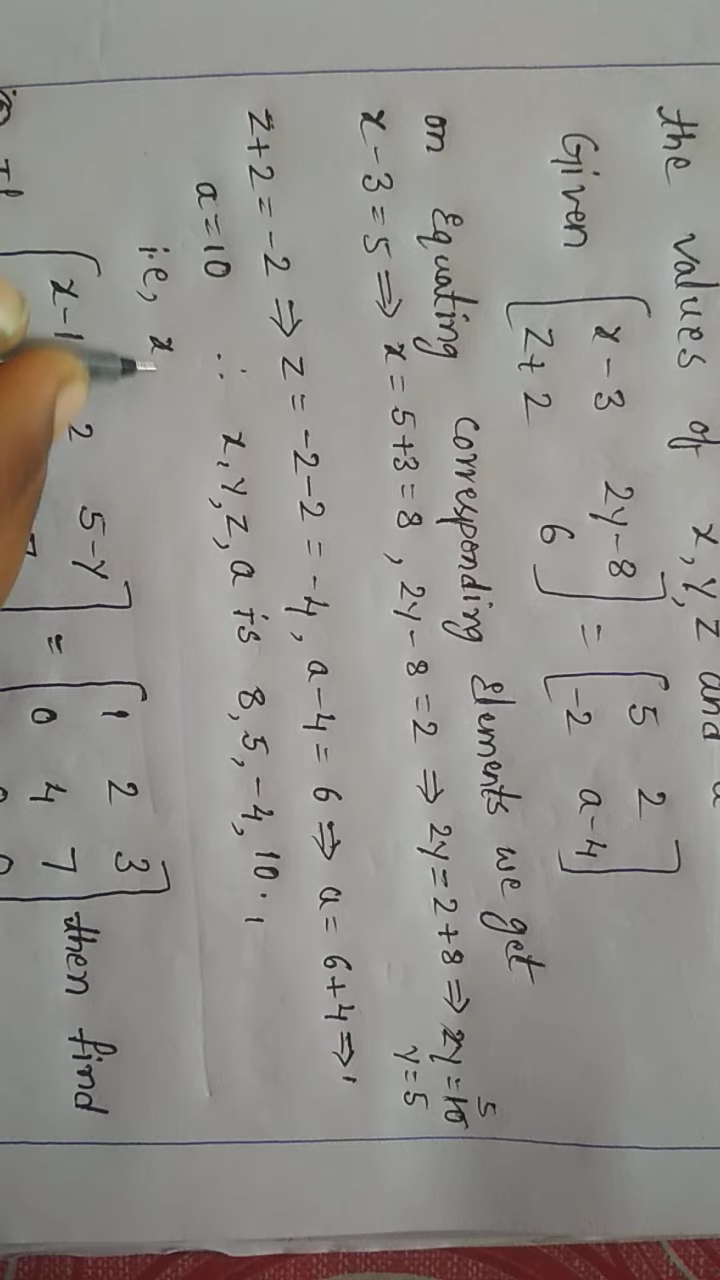 the values of x, y, z and
Given [ x - 3 2y - 8 ] = [ 5 2 ]
[ z + 2 6 ] [ -2 a - 4 ]
on Equating corresponding Elements we get
x - 3 = 5 ⇒ x = 5+3 = 8 , 2y - 8 = 2 ⇒ 2y = 2 + 8 ⇒ 2y = 10 5
y = 5
z + 2 = -2 ⇒ z = -2 - 2 = -4 , a - 4 = 6 ⇒ a = 6 + 4 ⇒
a = 10 ∴ x, y, z, a is 8, 5, -4, 10.
i.e, x
[ x - 1 2 5 - y ] = [ 1 2 3 ] then find
0 4 7